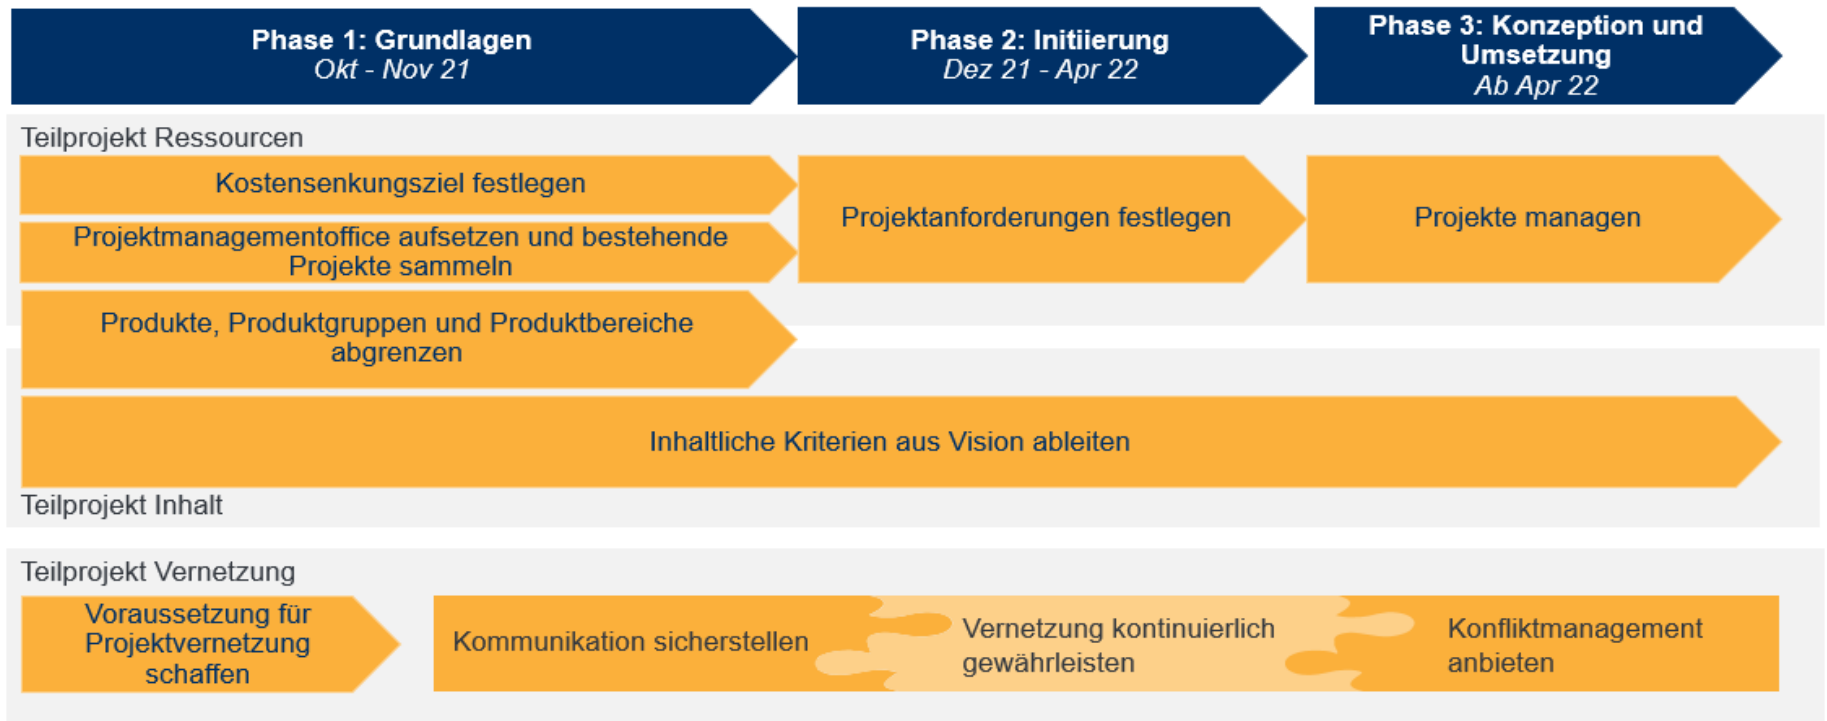 Phase 1: Grundlagen
Okt - Nov 21
Phase 2: Initiierung
Dez 21 - Apr 22
Phase 3: Konzeption und
Umsetzung
Ab Apr 22
Teilprojekt Ressourcen
Kostensenkungsziel festlegen
Projektmanagementoffice aufsetzen und bestehende
Projekte sammeln
Projektanforderungen festlegen
Projekte managen
Produkte, Produktgruppen und Produktbereiche
abgrenzen
Inhaltliche Kriterien aus Vision ableiten
Teilprojekt Inhalt
Teilprojekt Vernetzung
Voraussetzung für
Projektvernetzung
schaffen
Kommunikation sicherstellen
Vernetzung kontinuierlich
gewährleisten
Konfliktmanagement
anbieten